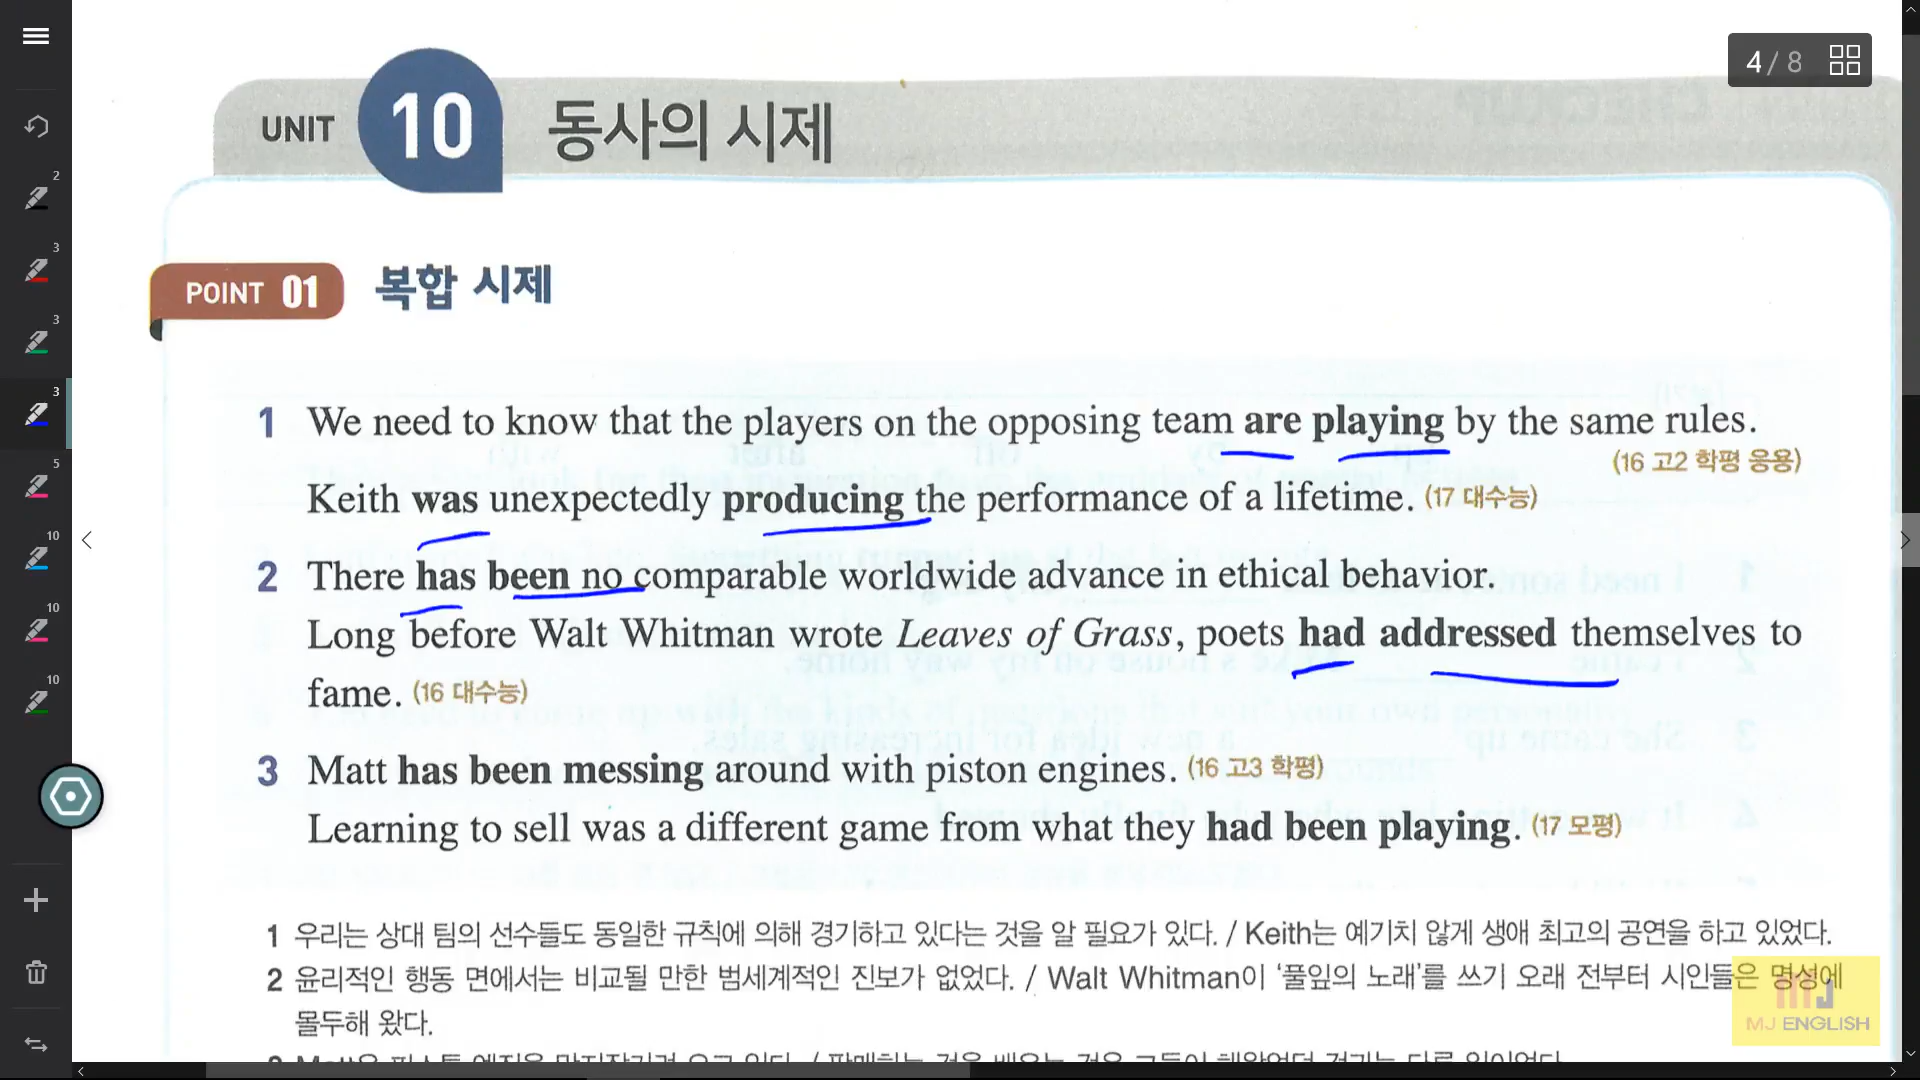 4 / 8
UNIT 10 동사의 시제
POINT 01 복합 시제
1 We need to know that the players on the opposing team are playing by the same rules.
(16 고2 학평 응용)
Keith was unexpectedly producing the performance of a lifetime. (17 대수능)
2 There has been no comparable worldwide advance in ethical behavior.
Long before Walt Whitman wrote Leaves of Grass, poets had addressed themselves to
fame. (16 대수능)
3 Matt has been messing around with piston engines. (16 고3 학평)
Learning to sell was a different game from what they had been playing. (17 모평)
1 우리는 상대 팀의 선수들도 동일한 규칙에 의해 경기하고 있다는 것을 알 필요가 있다. / Keith는 예기치 않게 생애 최고의 공연을 하고 있었다.
2 윤리적인 행동 면에서는 비교될 만한 범세계적인 진보가 없었다. / Walt Whitman이 '풀잎의 노래'를 쓰기 오래 전부터 시인들은 명성에
몰두해 왔다.
2
3
3
3
5
10
10
10
MJ
MJ ENGLISH